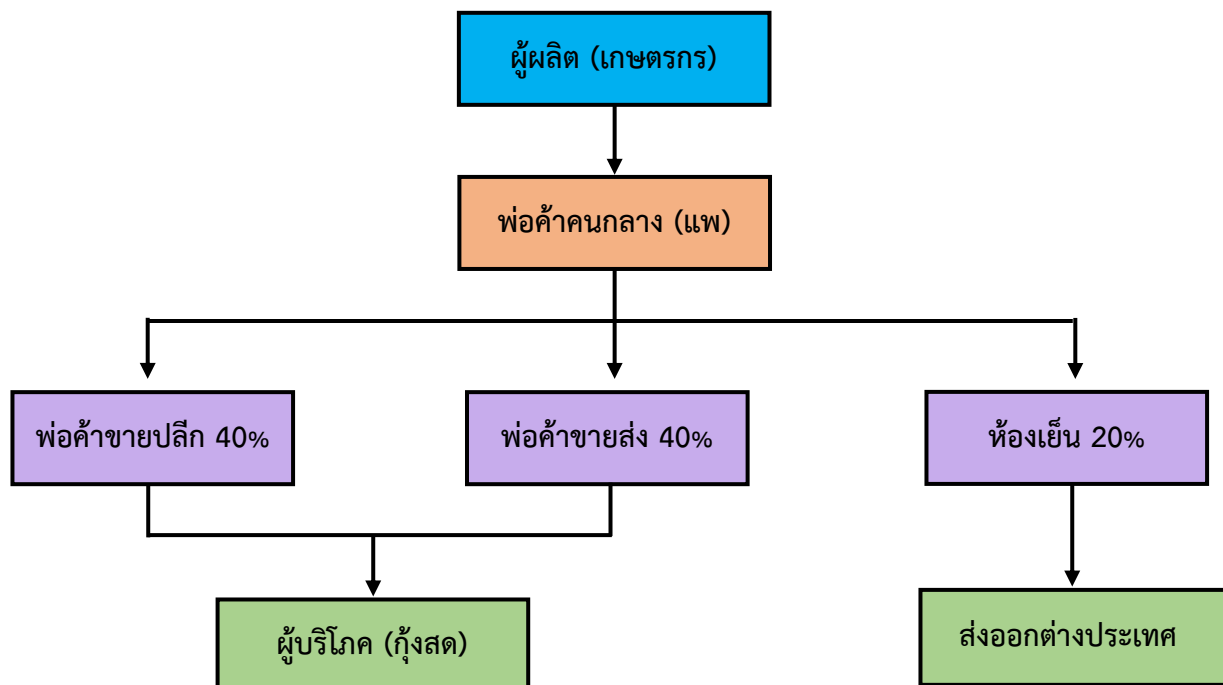 ผู้ผลิต (เกษตรกร)
พ่อค้าคนกลาง (แพ)
พ่อค้าขายปลีก 40%
พ่อค้าขายส่ง 40%
ห้องเย็น 20%
ผู้บริโภค (กุ้งสด)
ส่งออกต่างประเทศ